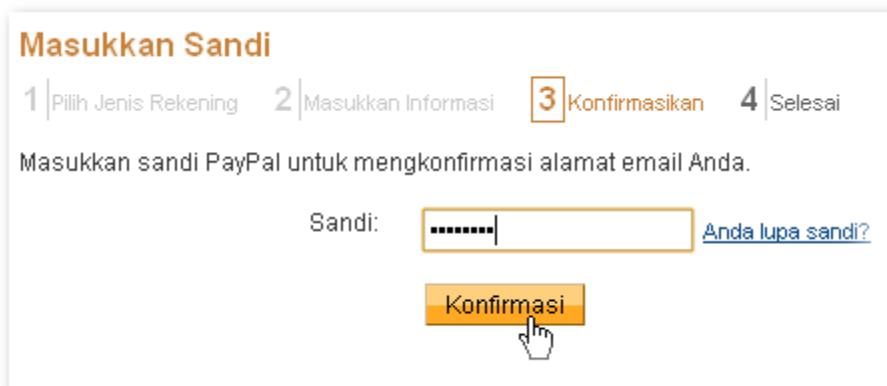 Masukkan Sandi
1 Pilih Jenis Rekening 2 Masukkan Informasi 3 Konfirmasikan 4 Selesai
Masukkan sandi PayPal untuk mengkonfirmasi alamat email Anda.
Sandi: •••••••• Anda lupa sandi?
Konfirmasi